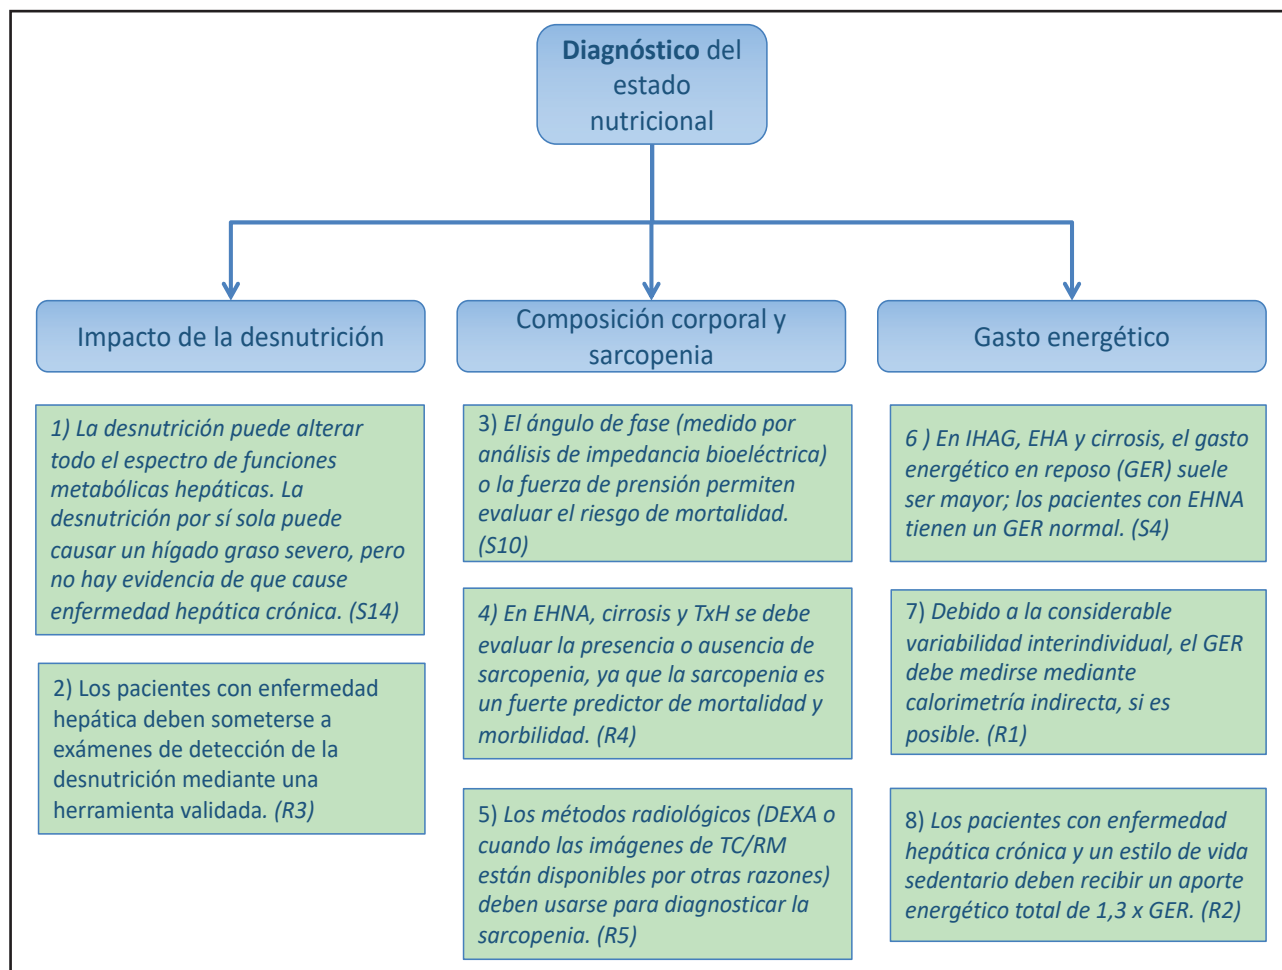 Diagnóstico del
estado
nutricional
Impacto de la desnutrición
1) La desnutrición puede alterar
todo el espectro de funciones
metabólicas hepáticas. La
desnutrición por sí sola puede
causar un hígado graso severo, pero
no hay evidencia de que cause
enfermedad hepática crónica. (S14)
2) Los pacientes con enfermedad
hepática deben someterse a
exámenes de detección de la
desnutrición mediante una
herramienta validada. (R3)
Composición corporal y
sarcopenia
3) El ángulo de fase (medido por
análisis de impedancia bioeléctrica)
o la fuerza de prensión permiten
evaluar el riesgo de mortalidad.
(S10)
4) En EHNA, cirrosis y TxH se debe
evaluar la presencia o ausencia de
sarcopenia, ya que la sarcopenia es
un fuerte predictor de mortalidad y
morbilidad. (R4)
5) Los métodos radiológicos (DEXA o
cuando las imágenes de TC/RM
están disponibles por otras razones)
deben usarse para diagnosticar la
sarcopenia. (R5)
Gasto energético
6 ) En IHAG, EHA y cirrosis, el gasto
energético en reposo (GER) suele
ser mayor; los pacientes con EHNA
tienen un GER normal. (S4)
7) Debido a la considerable
variabilidad interindividual, el GER
debe medirse mediante
calorimetría indirecta, si es
posible. (R1)
8) Los pacientes con enfermedad
hepática crónica y un estilo de vida
sedentario deben recibir un aporte
energético total de 1,3 x GER. (R2)